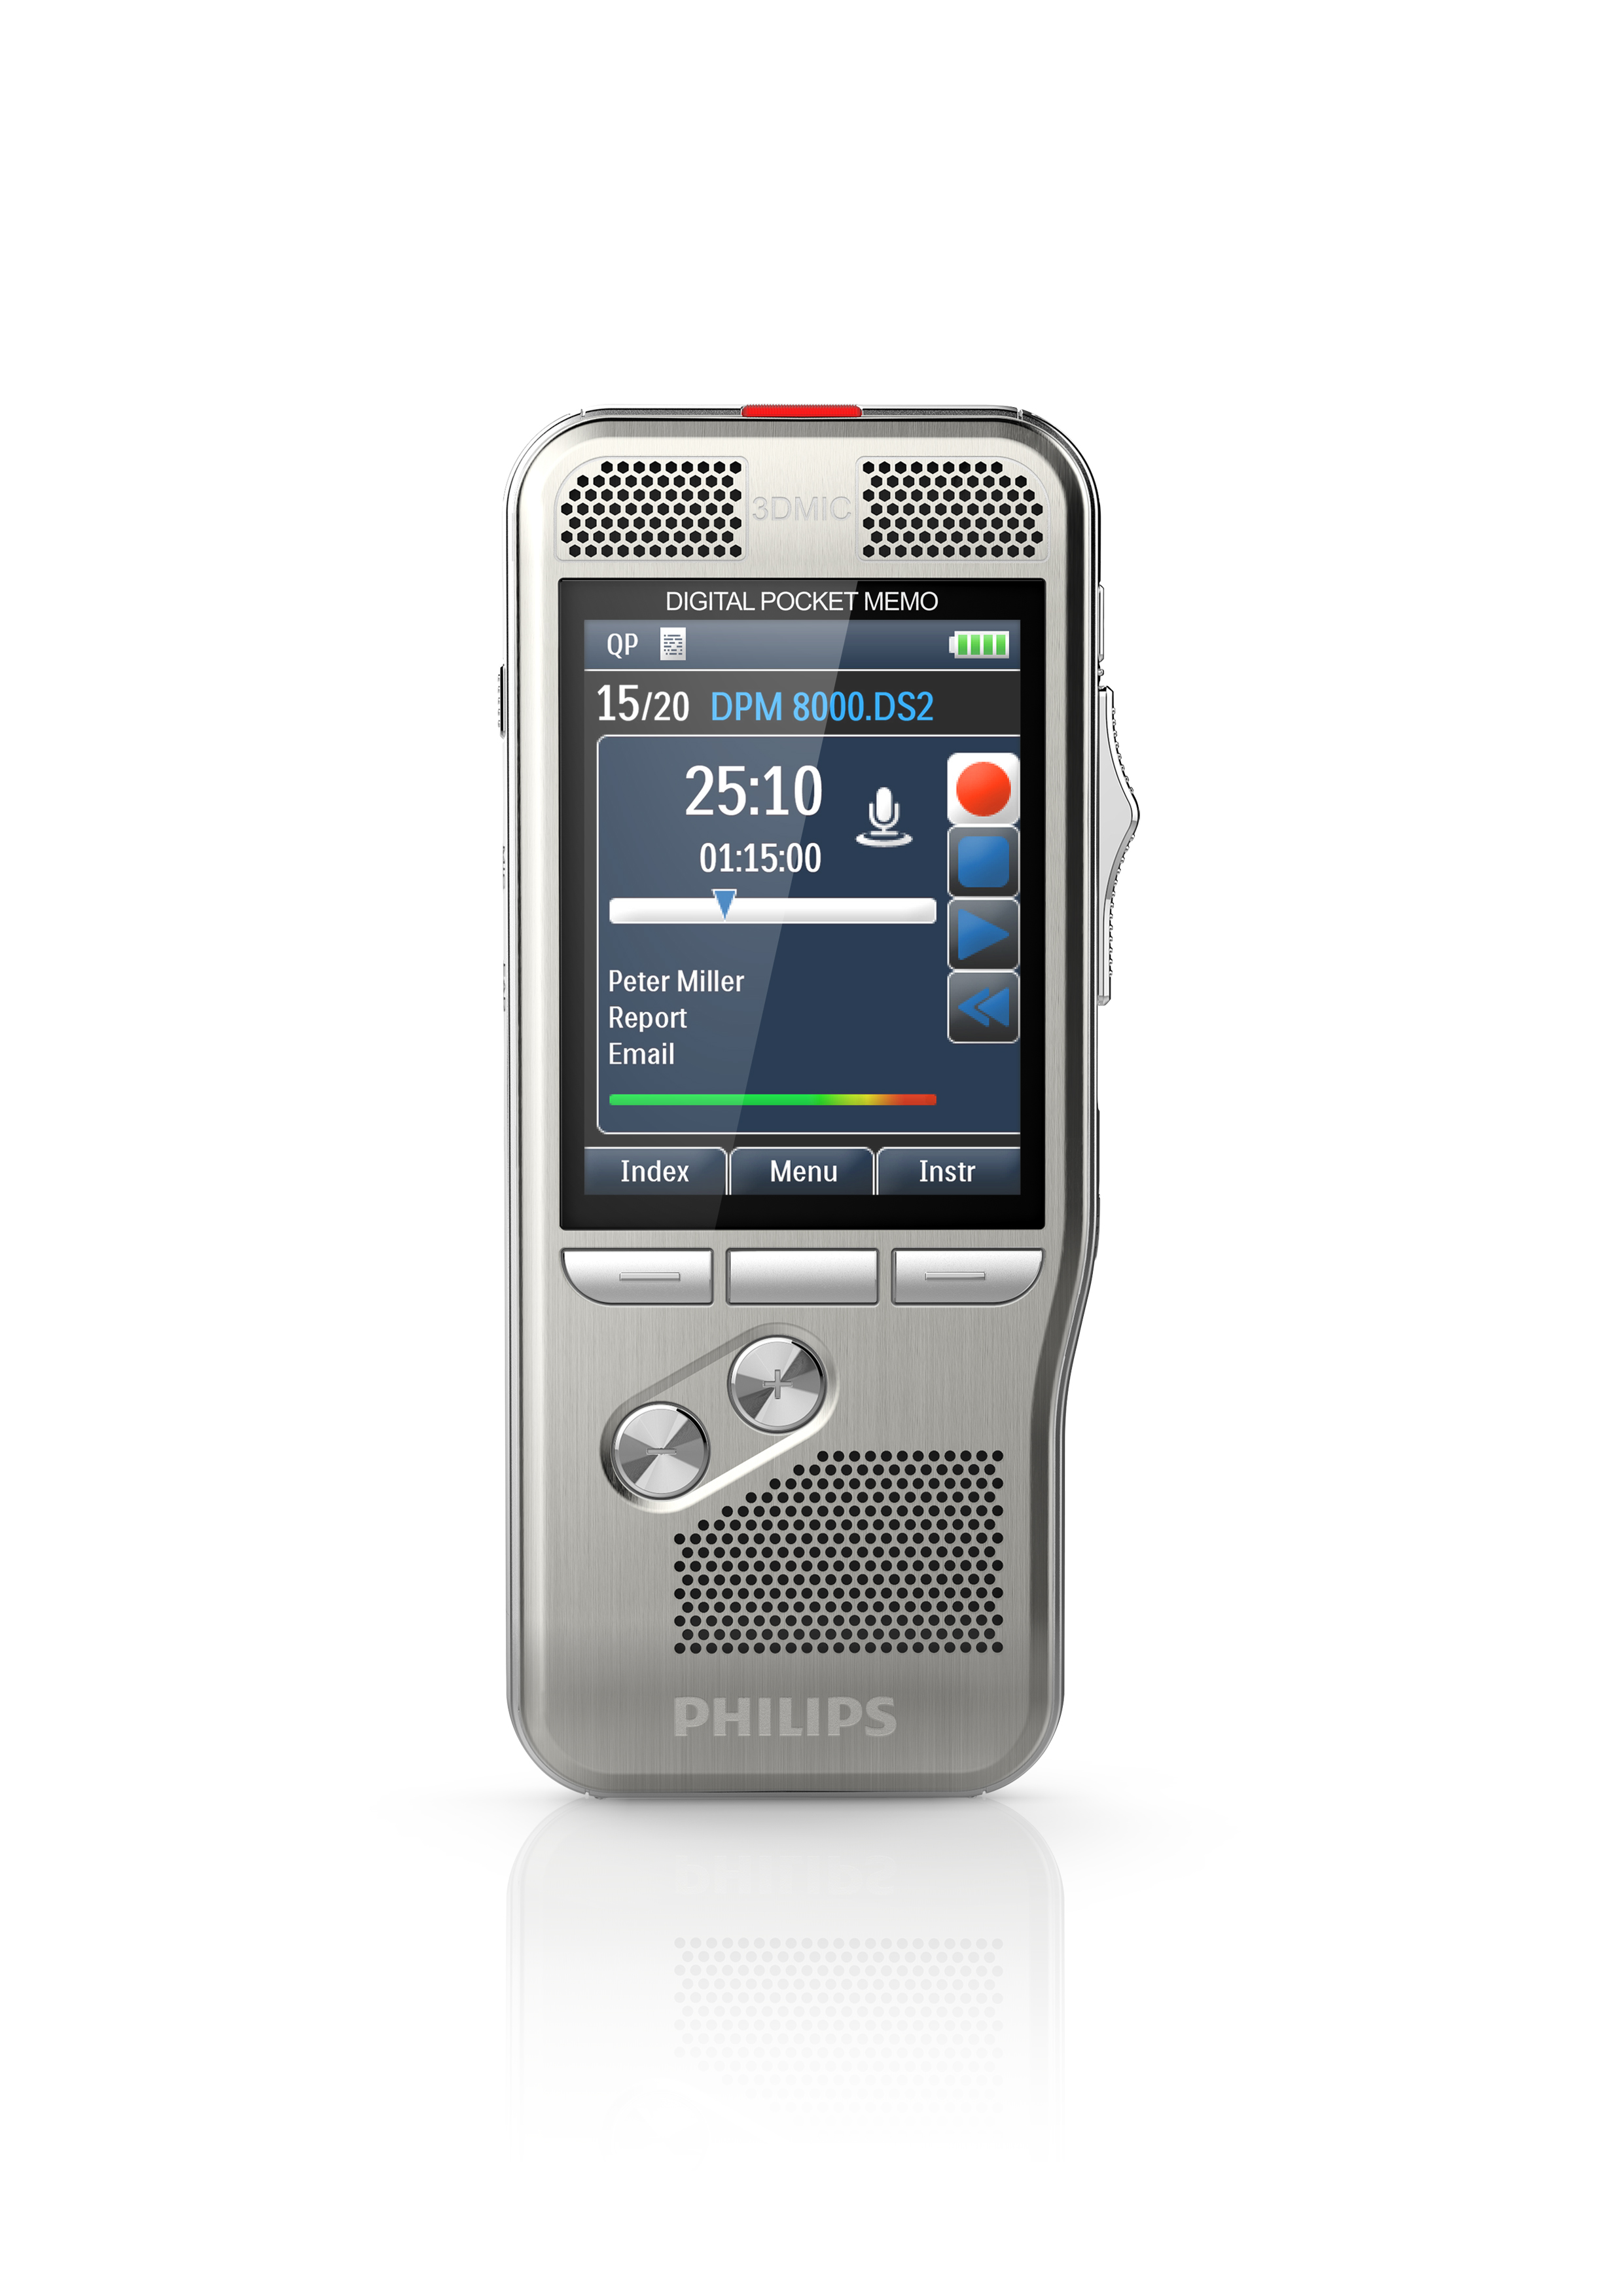 3DMIC
DIGITAL POCKET MEMO
QP
15/20 DPM 8000.DS2
25:10
01:15:00
Peter Miller
Report
Email
Index Menu Instr
PHILIPS